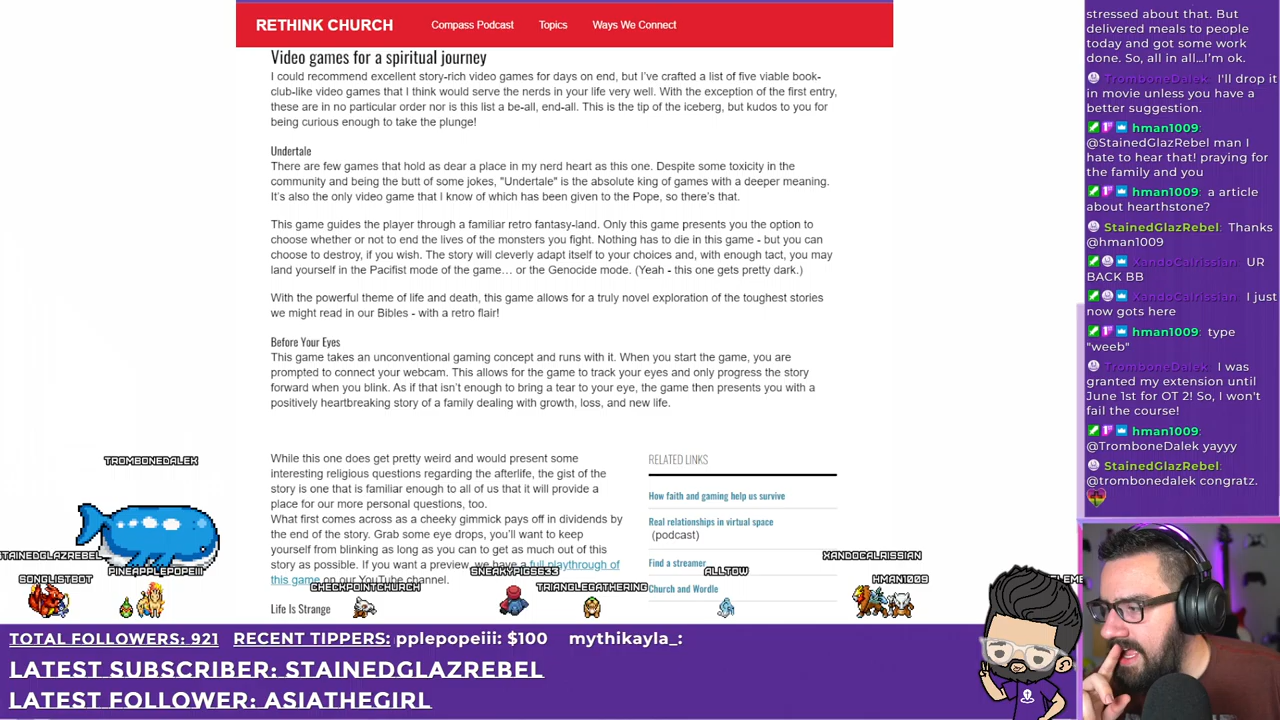 RETHINK CHURCH
Compass Podcast
Topics
Ways We Connect
Video games for a spiritual journey
I could recommend excellent story-rich video games for days on end, but I've crafted a list of five viable book-
club-like video games that I think would serve the nerds in your life very well. With the exception of the first entry,
these are in no particular order nor is this list a be-all, end-all. This is the tip of the iceberg, but kudos to you for
being curious enough to take the plunge!
Undertale
There are few games that hold as dear a place in my nerd heart as this one. Despite some toxicity in the
community and being the butt of some jokes, "Undertale" is the absolute king of games with a deeper meaning.
It's also the only video game that I know of which has been given to the Pope, so there's that.
This game guides the player through a familiar retro fantasy-land. Only this game presents you the option to
choose whether or not to end the lives of the monsters you fight. Nothing has to die in this game - but you can
choose to destroy, if you wish. The story will cleverly adapt itself to your choices and, with enough tact, you may
land yourself in the Pacifist mode of the game… or the Genocide mode. (Yeah - this one gets pretty dark.)
With the powerful theme of life and death, this game allows for a truly novel exploration of the toughest stories
we might read in our Bibles - with a retro flair!
Before Your Eyes
This game takes an unconventional gaming concept and runs with it. When you start the game, you are
prompted to connect your webcam. This allows for the game to track your eyes and only progress the story
forward when you blink. As if that isn't enough to bring a tear to your eye, the game then presents you with a
positively heartbreaking story of a family dealing with growth, loss, and new life.
While this one does get pretty weird and would present some
interesting religious questions regarding the afterlife, the gist of the
story is one that is familiar enough to all of us that it will provide a
place for our more personal questions, too.
What first comes across as a cheeky gimmick pays off in dividends by
the end of the story. Grab some eye drops, you'll want to keep
yourself from blinking as long as you can to get as much out of this
story as possible. If you want a preview, we have a full playthrough of
this game on our YouTube channel.
Life Is Strange
RELATED LINKS
How faith and gaming help us survive
Real relationships in virtual space
(podcast)
Find a streamer
Church and Wordle
TROMBONEDALEK
STAINEDGLAZREBEL
PINEAPPLEPOPEIII
SONGLISTBOT
CHECKPOINTCHURCH
SNEAKYPIGS633
TRIANGLEGATHERING
ALLTOW
XANDOCALRISSIAN
HMAN1009
TOTAL FOLLOWERS: 921
RECENT TIPPERS:
pplepopeiii: $100
mythikayla_:
LATEST SUBSCRIBER: STAINEDGLAZREBEL
LATEST FOLLOWER: ASIATHEGIRL
stressed about that. But
delivered meals to people
today and got some work
done. So, all in all...I'm ok.
TromboneDalek: I'll drop it
in movie unless you have a
better suggestion.
hman1009:
@StainedGlazRebel man I
hate to hear that! praying for
the family and you
hman1009: a article
about hearthstone?
StainedGlazRebel: Thanks
@hman1009
XandoCalrissian: UR
BACK BB
XandoCalrissian: I just
now gots here
hman1009: type
"weeb"
TromboneDalek: I was
granted my extension until
June 1st for OT 2! So, I won't
fail the course!
hman1009:
@TromboneDalek yayyy
StainedGlazRebel:
@trombonedalek congratz.